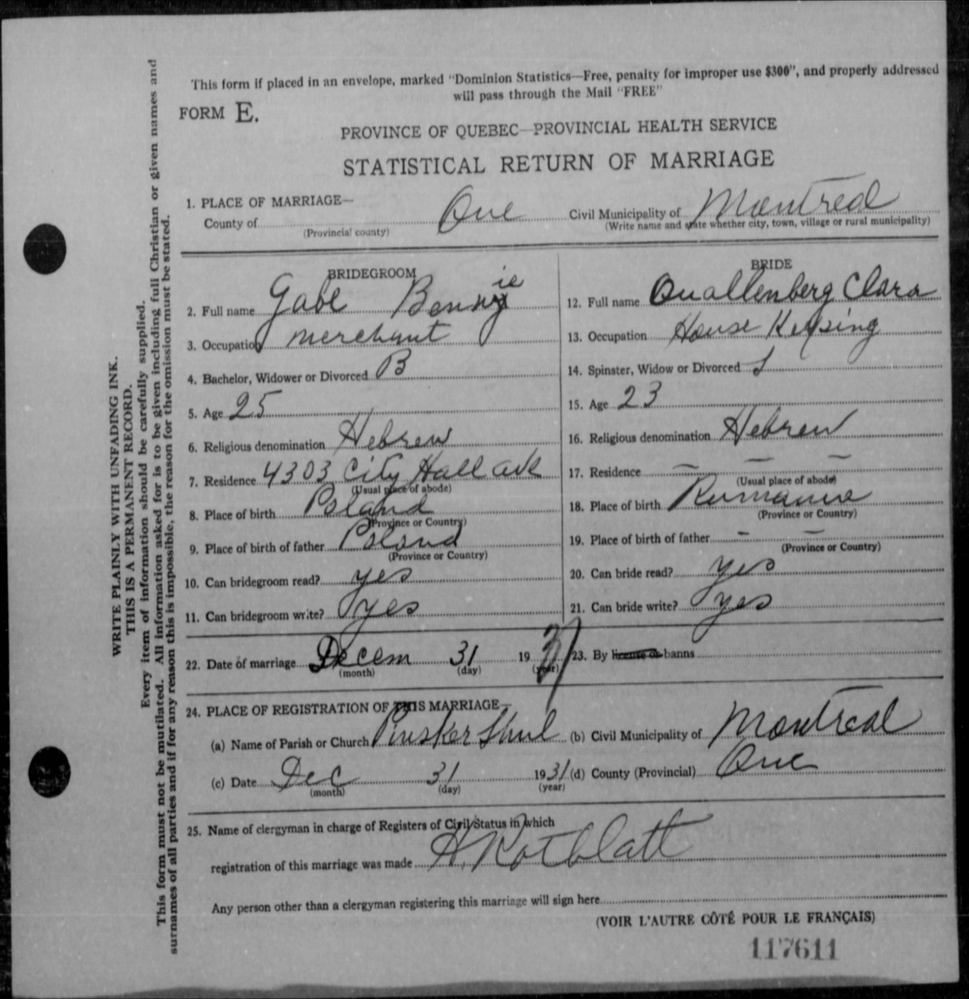 This form if placed in an envelope, marked "Dominion Statistics—Free, penalty for improper use $300", and properly addressed
will pass through the Mail "FREE"
FORM E.
PROVINCE OF QUEBEC—PROVINCIAL HEALTH SERVICE
STATISTICAL RETURN OF MARRIAGE
1. PLACE OF MARRIAGE—
County of Que Civil Municipality of Montreal
(Provincial county) (Write name and state whether city, town, village or rural municipality)
BRIDEGROOM
2. Full name Gabe Bennie
3. Occupation merchant
4. Bachelor, Widower or Divorced B
5. Age 25
6. Religious denomination Hebrew
7. Residence 4303 City Hall ave
(Usual place of abode)
8. Place of birth Poland
(Province or Country)
9. Place of birth of father Poland
(Province or Country)
10. Can bridegroom read? yes
11. Can bridegroom write? yes
BRIDE
12. Full name Quallenberg Clara
13. Occupation House Keepsing
14. Spinster, Widow or Divorced S
15. Age 23
16. Religious denomination Hebrew
17. Residence — — —
(Usual place of abode)
18. Place of birth Rumania
(Province or Country)
19. Place of birth of father - —
(Province or Country)
20. Can bride read? yes
21. Can bride write? yes
22. Date of marriage Decem 31 1931 23. By license or banns
(month) (day) (year)
24. PLACE OF REGISTRATION OF THIS MARRIAGE—
(a) Name of Parish or Church Pinsker Shul (b) Civil Municipality of Montreal
(c) Date Dec 31 1931 (d) County (Provincial) Que
(month) (day) (year)
25. Name of clergyman in charge of Registers of Civil Status in which
registration of this marriage was made H. Rotblatt
Any person other than a clergyman registering this marriage will sign here
(VOIR L'AUTRE CÔTÉ POUR LE FRANÇAIS)
117611
WRITE PLAINLY WITH UNFADING INK.
THIS IS A PERMANENT RECORD.
Every item of information should be carefully supplied.
This form must not be mutilated. All information asked for is to be given including full Christian or given names and
surnames of all parties and if for any reason this is impossible, the reason for the omission must be stated.